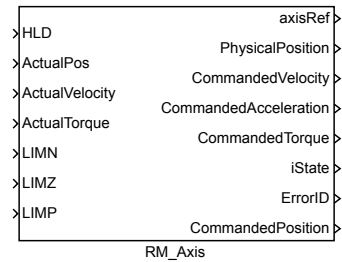 axisRef
HLD
PhysicalPosition
ActualPos
CommandedVelocity
ActualVelocity
CommandedAcceleration
ActualTorque
CommandedTorque
LIMN
iState
LIMZ
ErrorID
LIMP
CommandedPosition
RM_Axis